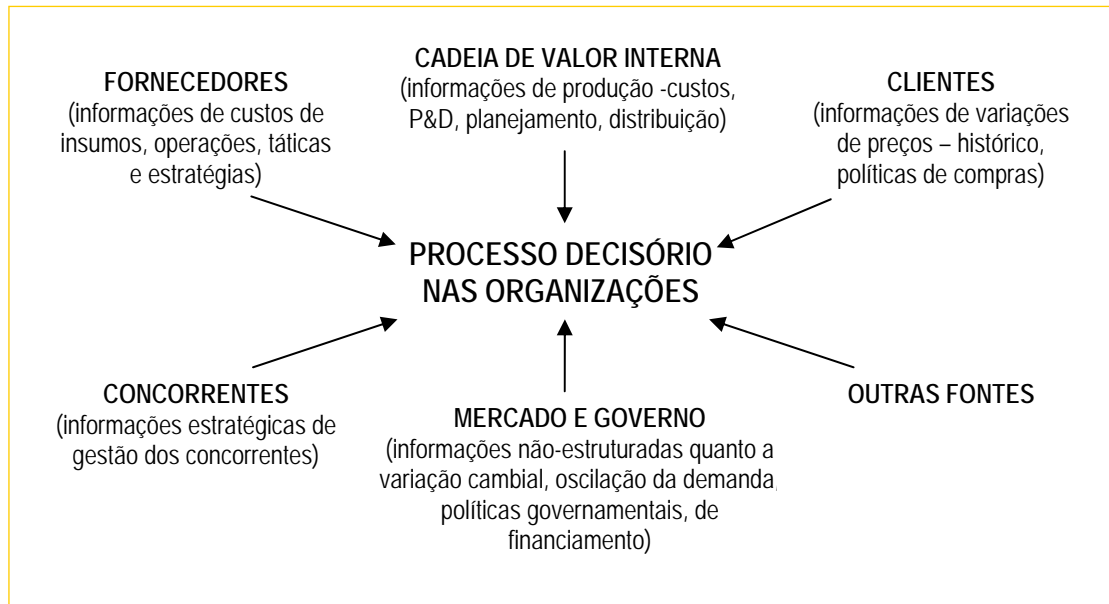 FORNECEDORES
(informações de custos de
insumos, operações, táticas
e estratégias)
CADEIA DE VALOR INTERNA
(informações de produção -custos,
P&D, planejamento, distribuição)
CLIENTES
(informações de variações
de preços – histórico,
políticas de compras)
PROCESSO DECISÓRIO
NAS ORGANIZAÇÕES
CONCORRENTES
(informações estratégicas de
gestão dos concorrentes)
MERCADO E GOVERNO
(informações não-estruturadas quanto a
variação cambial, oscilação da demanda,
políticas governamentais, de
financiamento)
OUTRAS FONTES